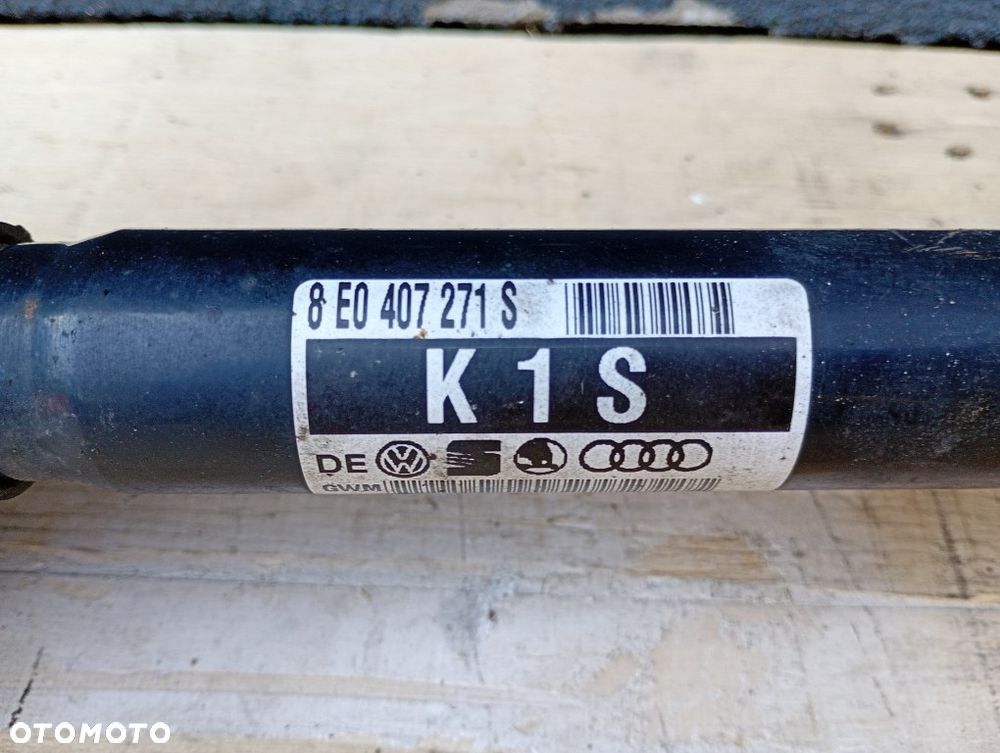 8 E0 407 271 S
K 1 S
DE
GWM
OTOMOTO